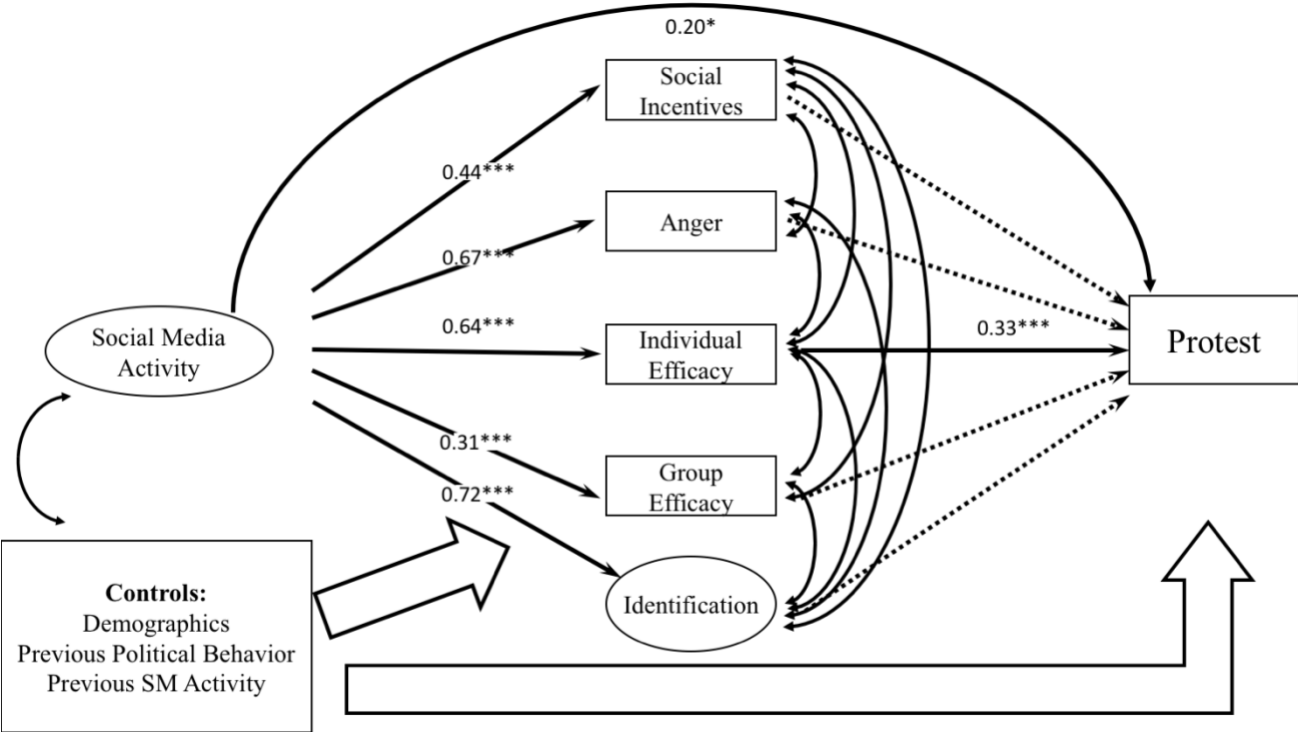 0.20*
Social
Incentives
0.44***
Anger
0.67***
Social Media
Activity
0.64***
Individual
Efficacy
0.33***
Protest
0.31***
Group
Efficacy
0.72***
Identification
Controls:
Demographics
Previous Political Behavior
Previous SM Activity